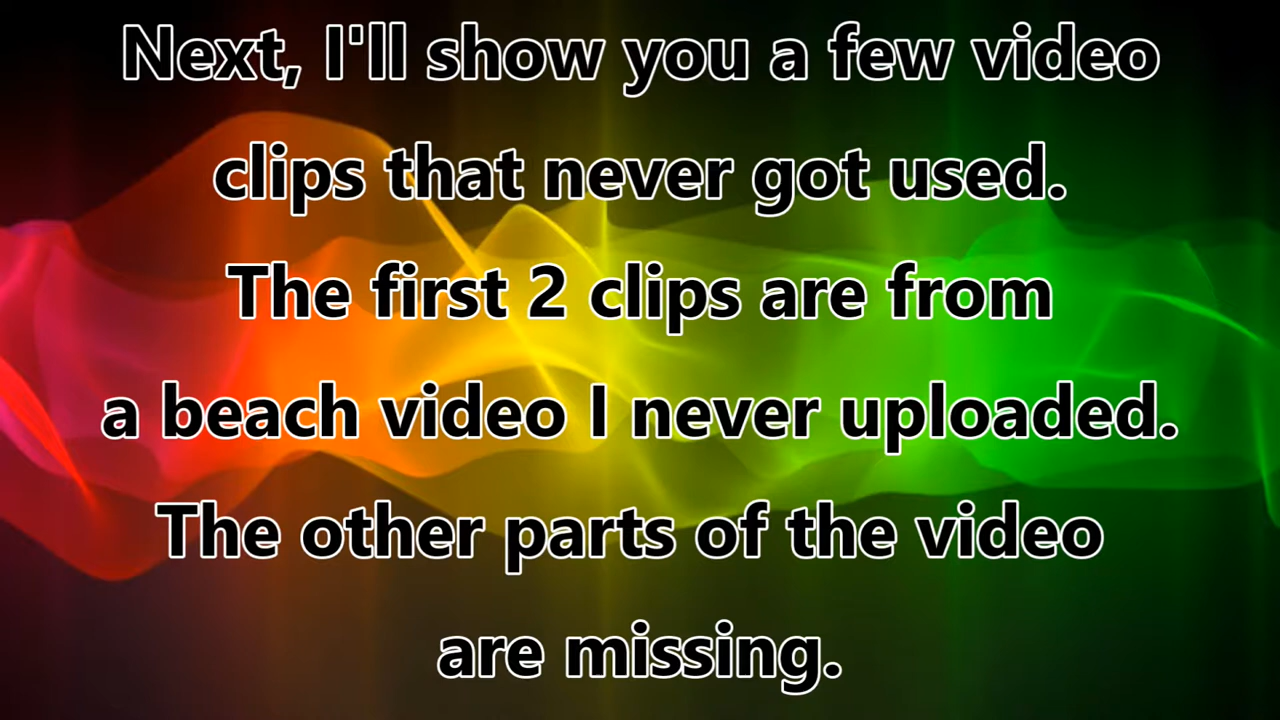 Next, I'll show you a few video
clips that never got used.
The first 2 clips are from
a beach video I never uploaded.
The other parts of the video
are missing.